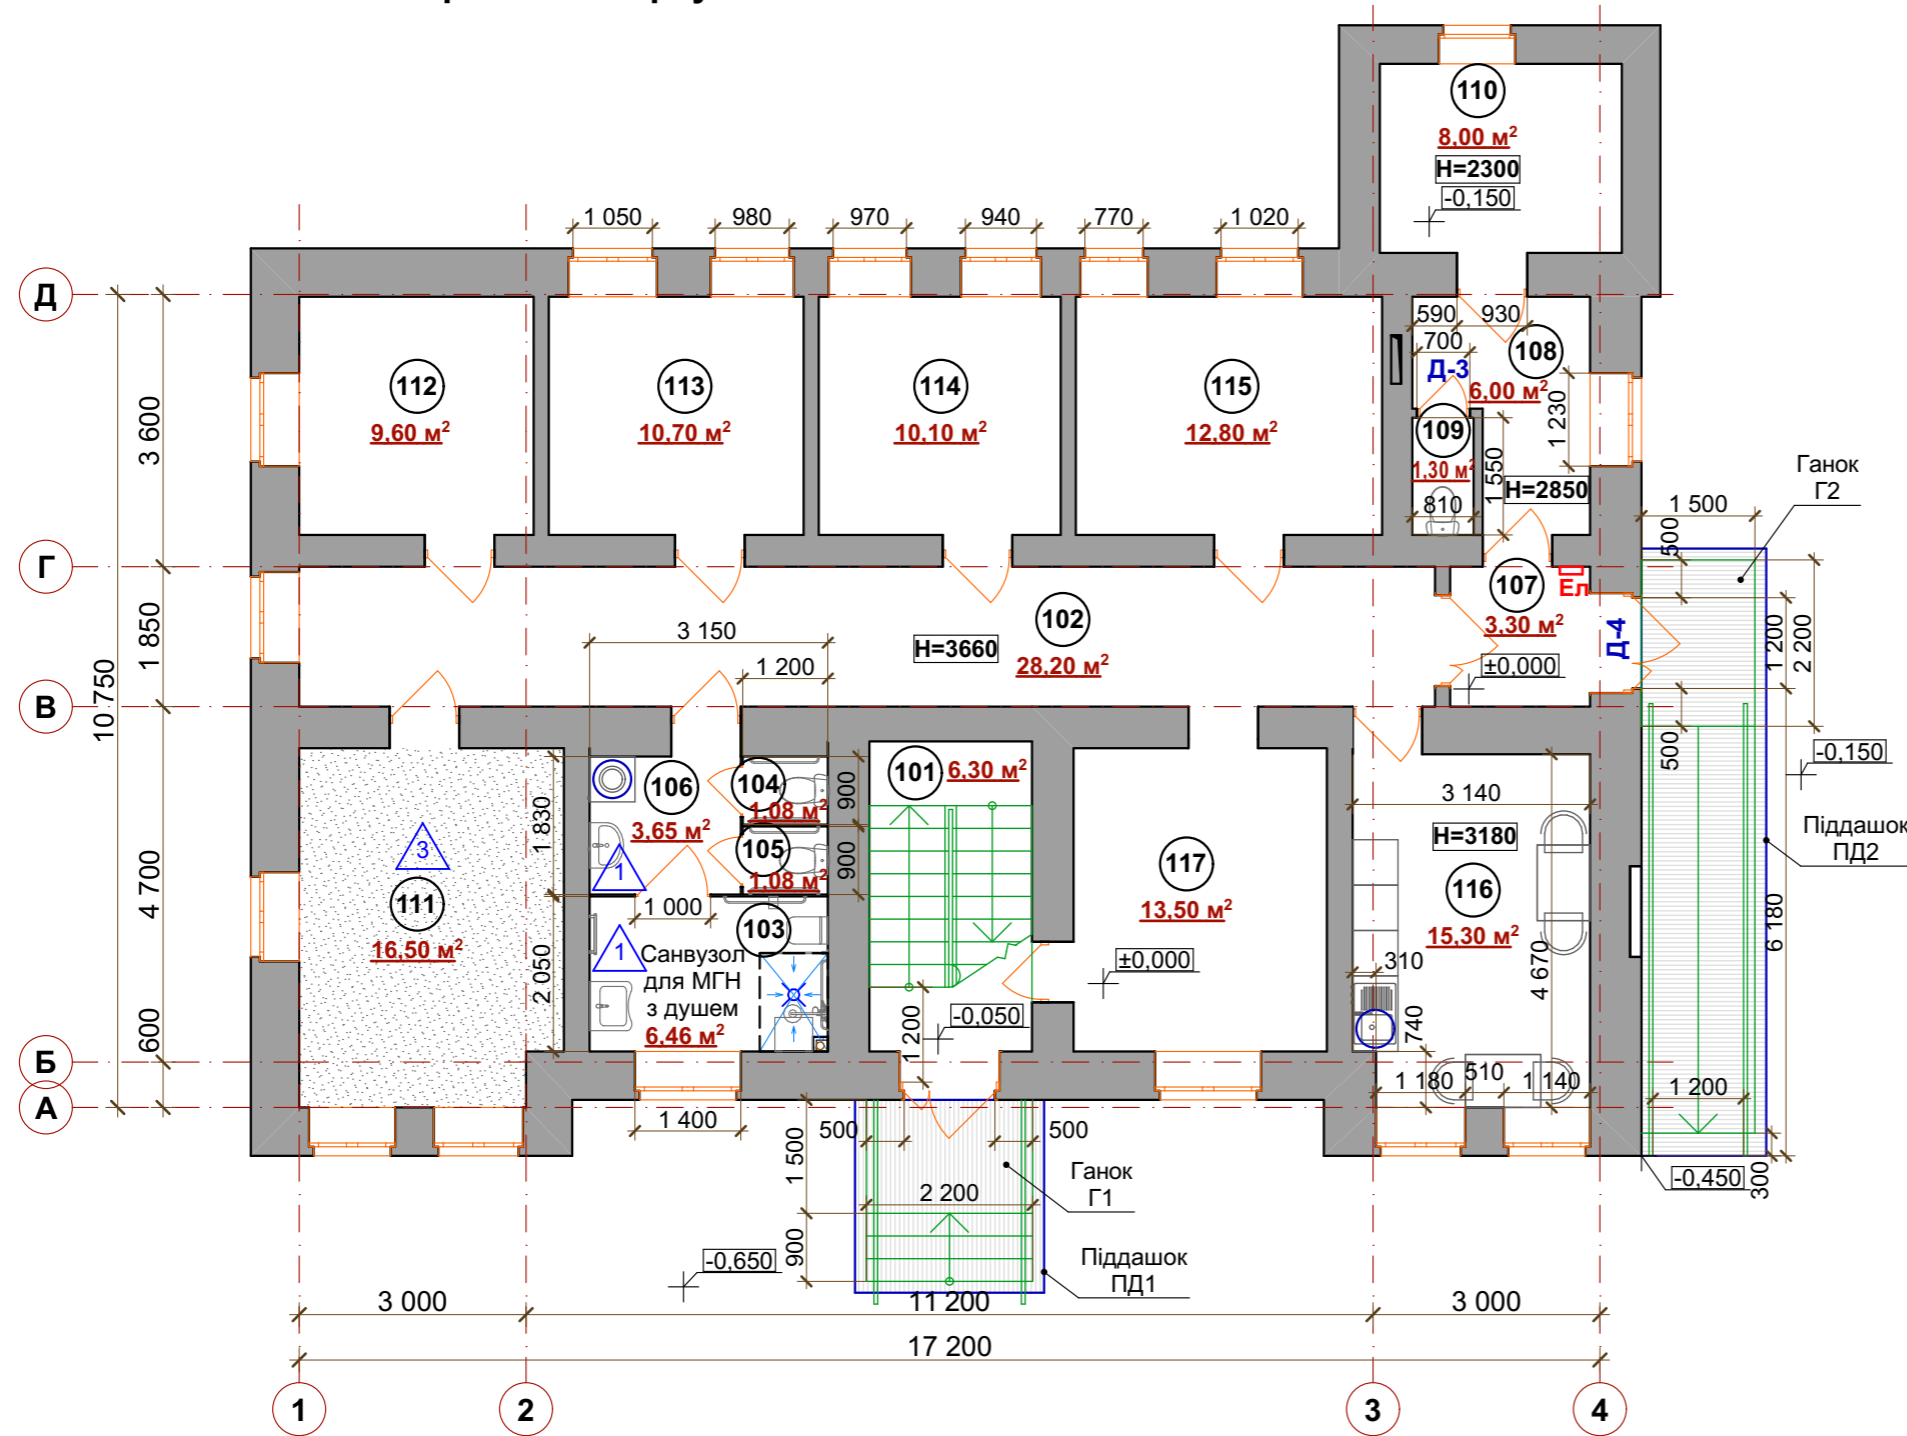 110
8,00 м²
H=2300
-0,150
1 050
980
970
940
770
1 020
Д
590
930
700
Д-3
108
6,00 м²
112
9,60 м²
113
10,70 м²
114
10,10 м²
115
12,80 м²
109
1,30 м²
1 230
1 550
810
H=2850
3 600
Ганок
Г2
1 500
500
Г
107
Ел
3,30 м²
±0,000
Д-4
1 200
2 200
102
28,20 м²
H=3660
3 150
1 200
1 850
10 750
В
500
-0,150
101
6,30 м²
104
1,08 м²
900
106
3,65 м²
105
1,08 м²
900
1 830
3 140
H=3180
Піддашок
ПД2
3
111
16,50 м²
1
1 000
103
117
13,50 м²
116
15,30 м²
4 700
1
Санвузол
для МГН
з душем
6,46 м²
2 050
±0,000
310
4 670
6 180
-0,050
1 200
740
600
Б
А
1 180
510
1 140
1 200
1 400
500
500
1 500
Ганок
Г1
2 200
-0,450
300
900
-0,650
Піддашок
ПД1
3 000
11 200
3 000
17 200
1
2
3
4